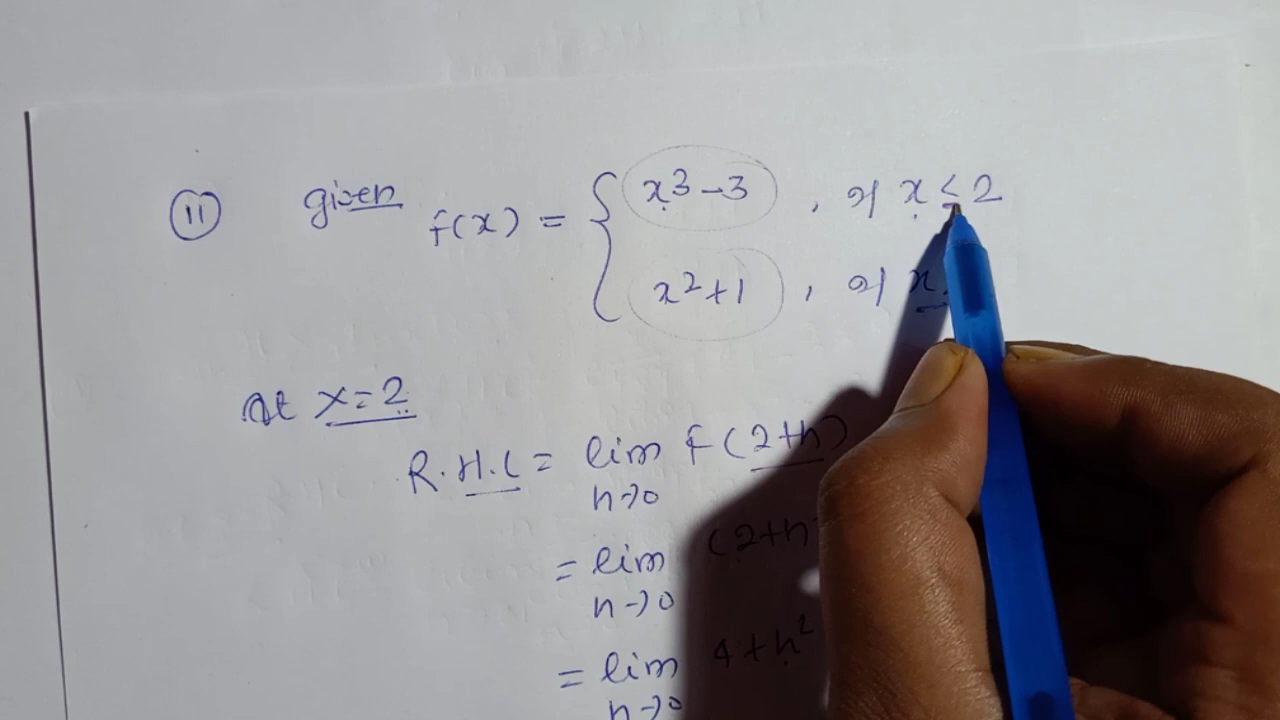 11 given f(x) = { x³-3 , if x ≤ 2
x²+1 , if x
At x=2
R.H.L = lim f(2+h)
h→0
= lim (2+h
h→0
= lim 4+h²
h→0